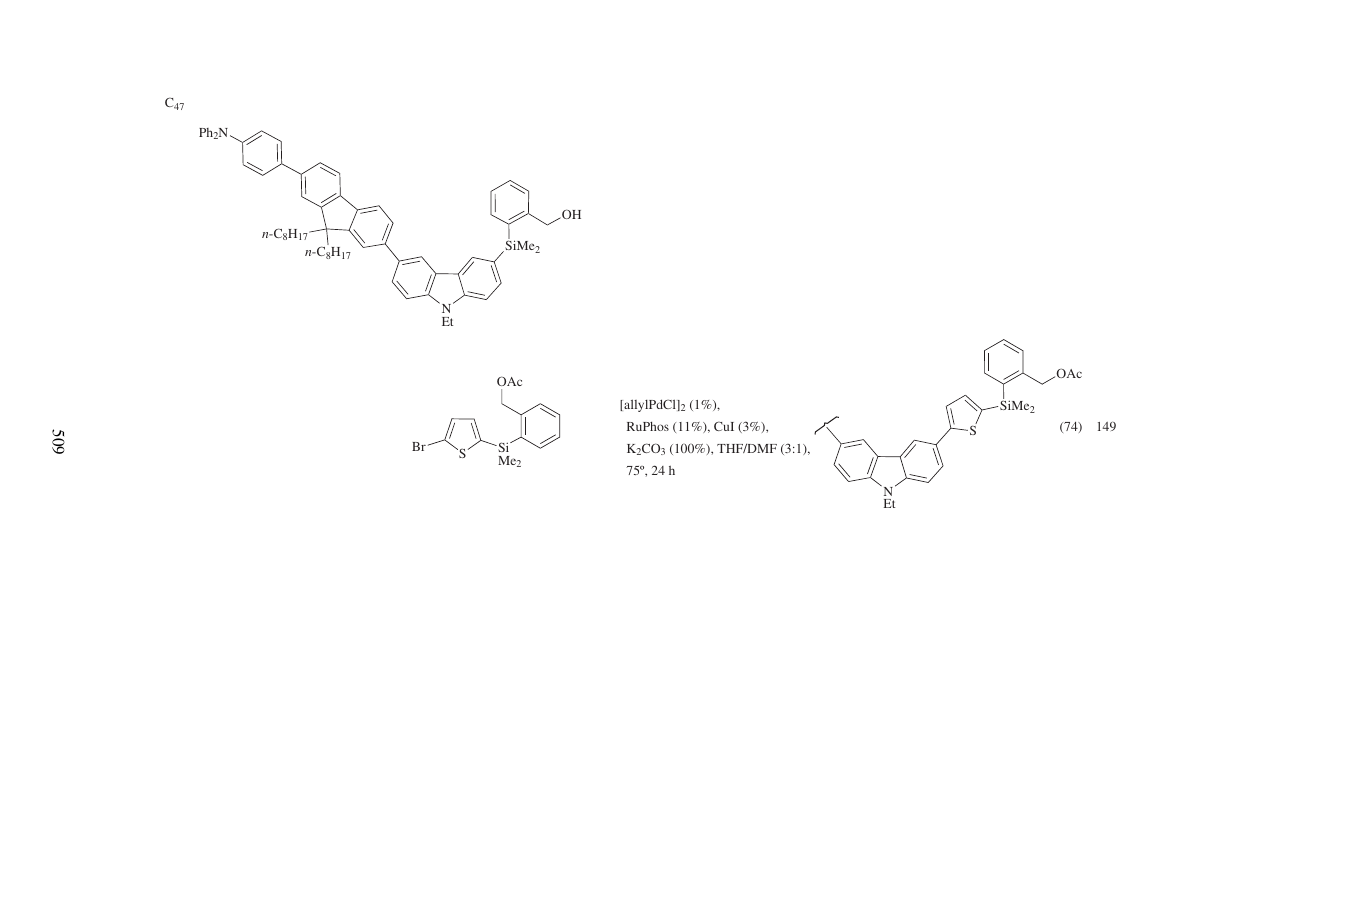 C47
Ph2N
OH
n-C8H17
SiMe2
n-C8H17
N
Et
OAc
OAc
[allylPdCl]2 (1%),
SiMe2
RuPhos (11%), CuI (3%),
(74) 149
S
Br
S
Si
K2CO3 (100%), THF/DMF (3:1),
Me2
75º, 24 h
N
Et
509